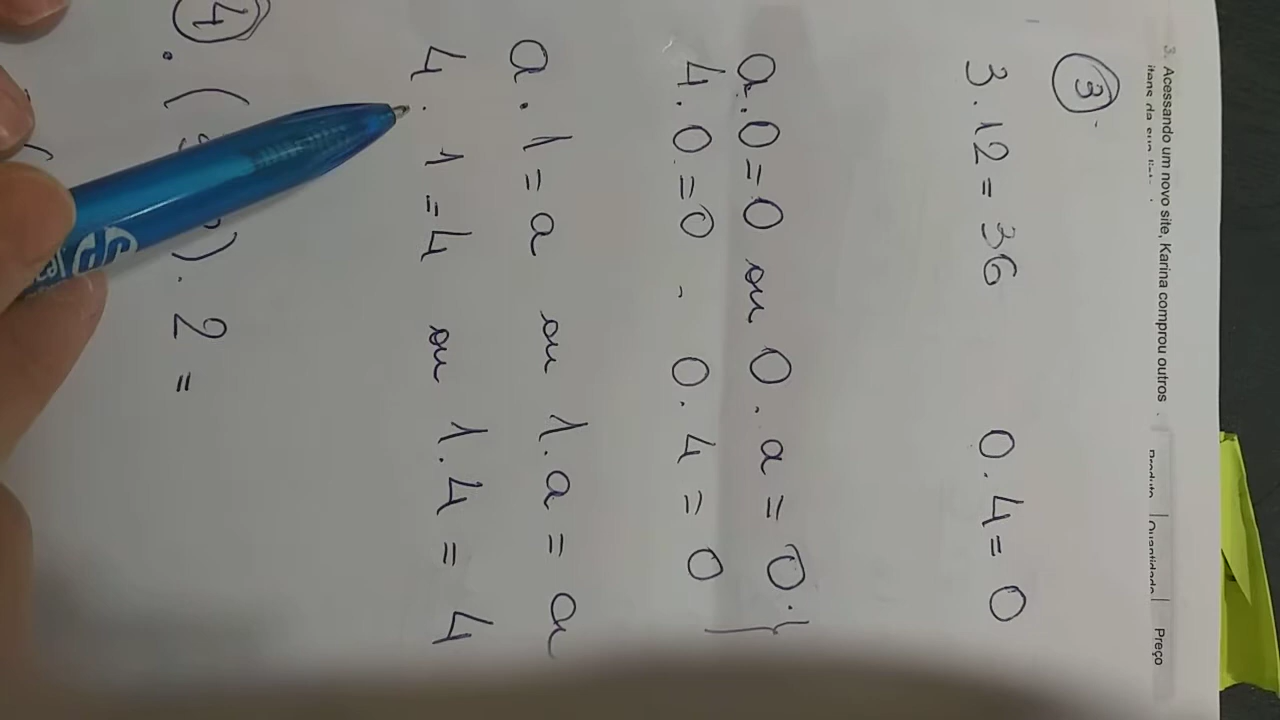 3. Acessando um novo site, Karina comprou outros
Produto Quantidade Preço
3
3.12 = 36 0.4 = 0
a.0 = 0 ou 0.a = 0.
4.0 = 0 0.4 = 0
a.1 = a ou 1.a = a
4.1 = 4 ou 1.4 = 4
4
. 2 =